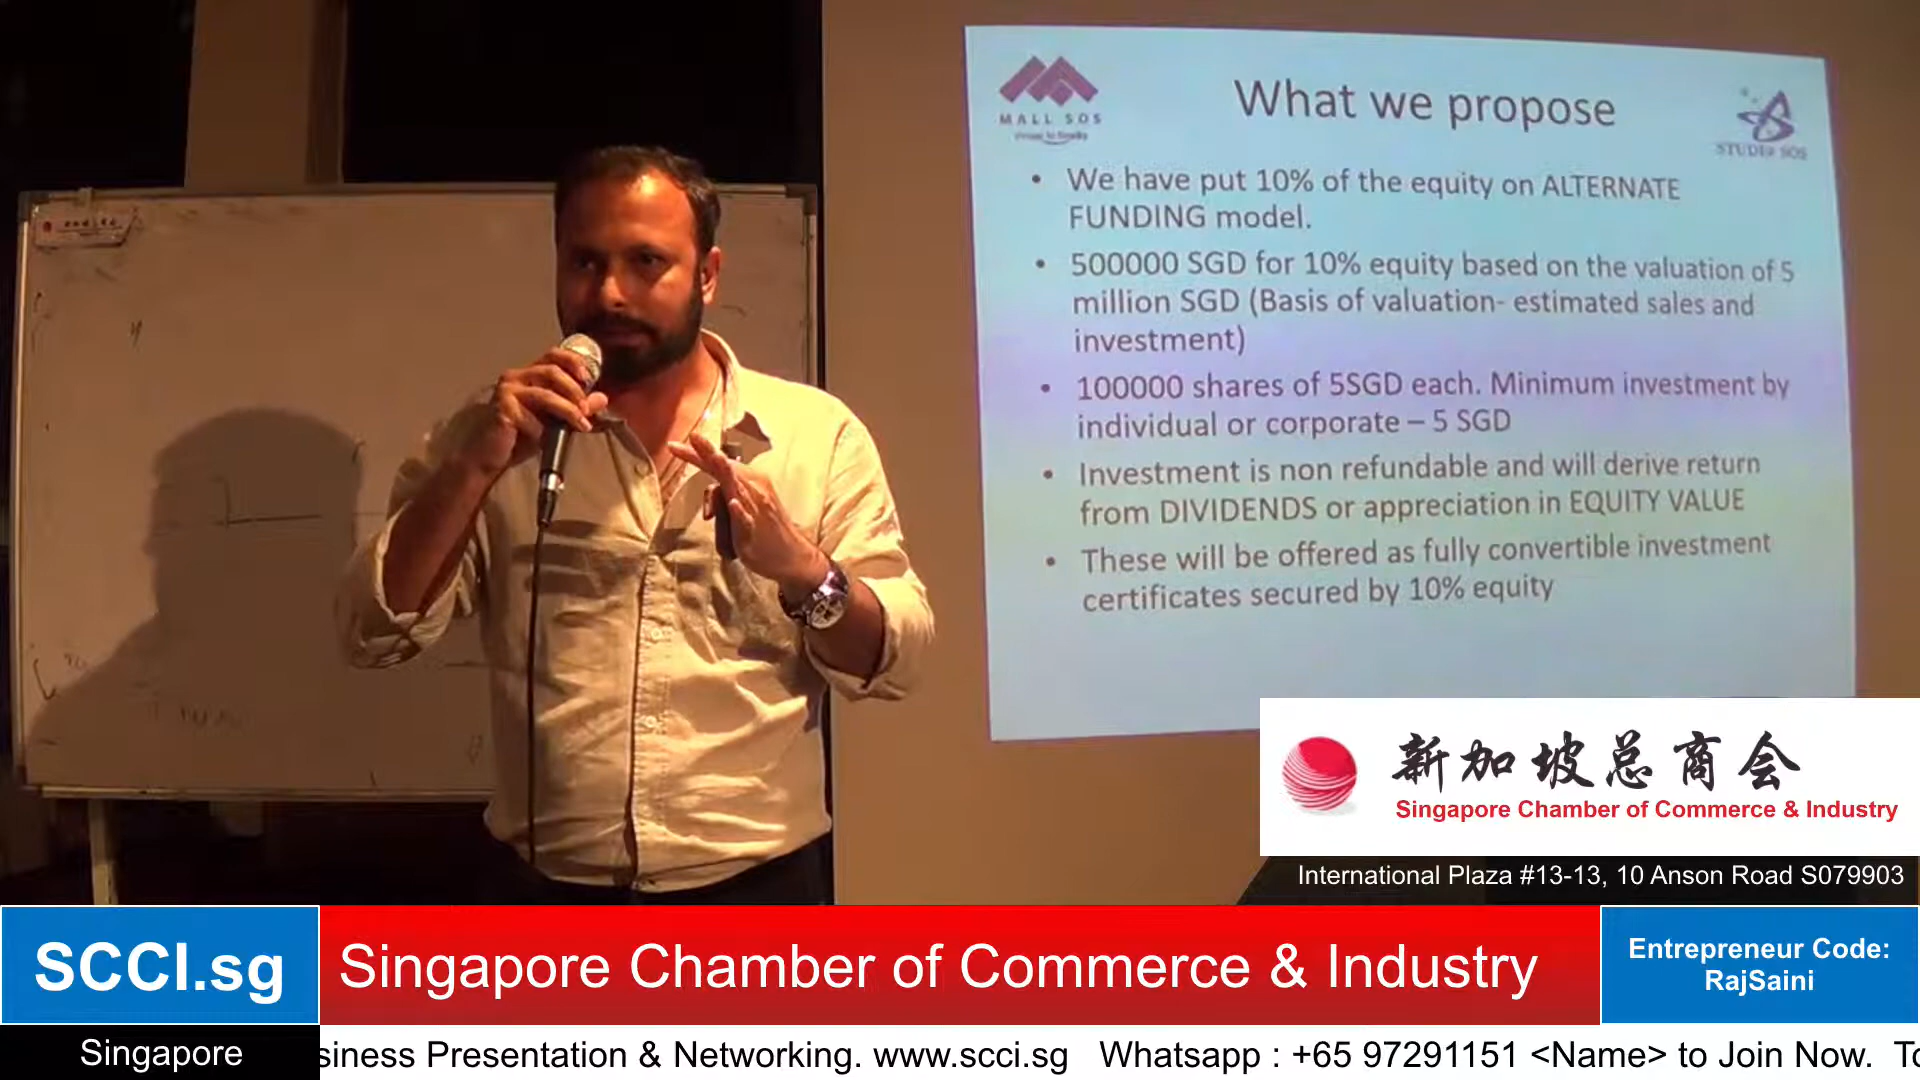 MALL SOS
What we propose
STUDER SOS
• We have put 10% of the equity on ALTERNATE
FUNDING model.
• 500000 SGD for 10% equity based on the valuation of 5
million SGD (Basis of valuation- estimated sales and
investment)
• 100000 shares of 5SGD each. Minimum investment by
individual or corporate – 5 SGD
• Investment is non refundable and will derive return
from DIVIDENDS or appreciation in EQUITY VALUE
• These will be offered as fully convertible investment
certificates secured by 10% equity
新加坡总商会
Singapore Chamber of Commerce & Industry
International Plaza #13-13, 10 Anson Road S079903
SCCI.sg
Singapore Chamber of Commerce & Industry
Entrepreneur Code:
RajSaini
Singapore
siness Presentation & Networking. www.scci.sg Whatsapp : +65 97291151 <Name> to Join Now. To